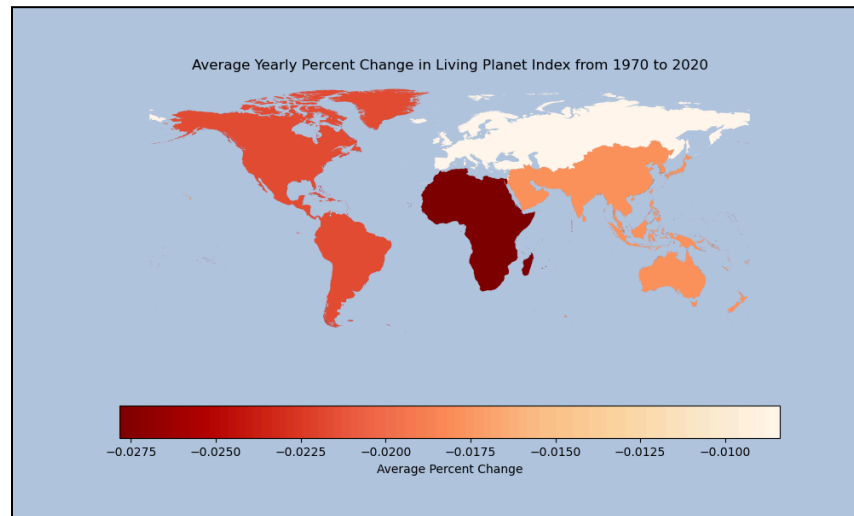 Average Yearly Percent Change in Living Planet Index from 1970 to 2020
−0.0275 −0.0250 −0.0225 −0.0200 −0.0175 −0.0150 −0.0125 −0.0100
Average Percent Change